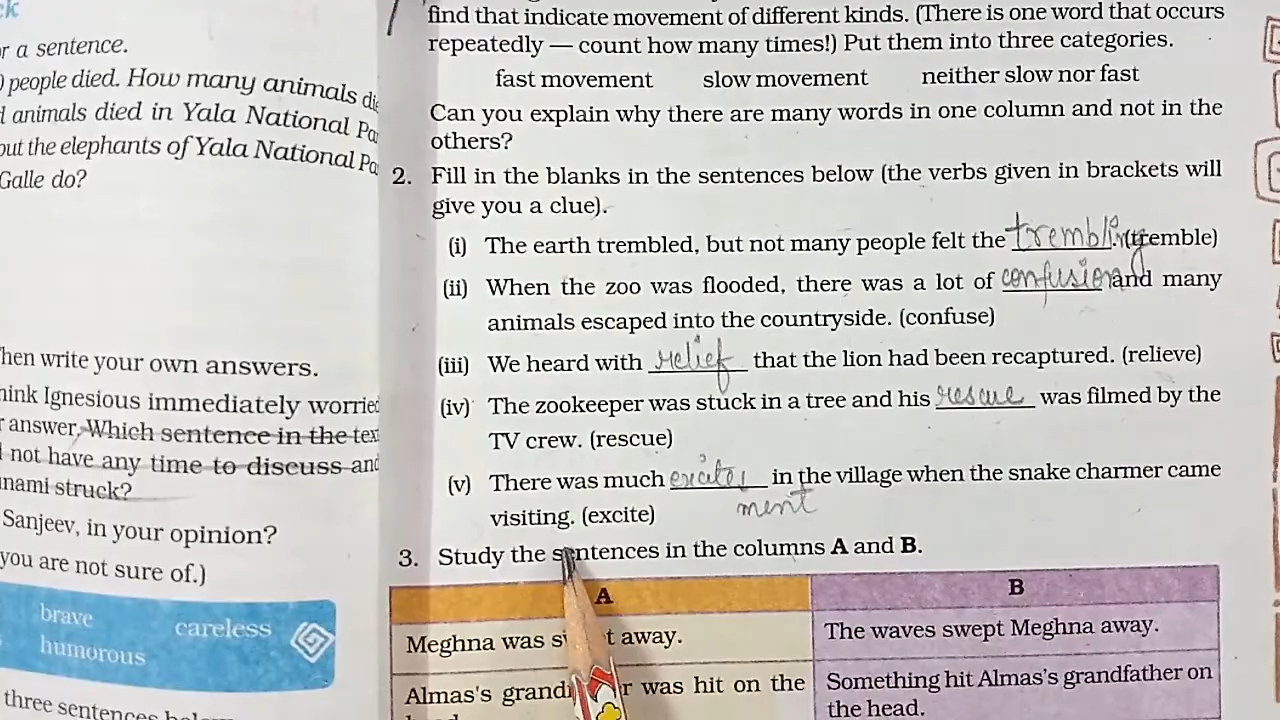 ck
r a sentence.
people died. How many animals
animals died in Yala National
out the elephants of Yala National
Galle do?
hen write your own answers.
hink Ignesious immediately worried
answer. Which sentence in the
not have any time to discuss and
nami struck?
Sanjeev, in your opinion?
you are not sure of.)
brave careless
humorous
three sentences
find that indicate movement of different kinds. (There is one word that occurs
repeatedly — count how many times!) Put them into three categories.
fast movement slow movement neither slow nor fast
Can you explain why there are many words in one column and not in the
others?
2. Fill in the blanks in the sentences below (the verbs given in brackets will
give you a clue).
(i) The earth trembled, but not many people felt the trembling. (tremble)
(ii) When the zoo was flooded, there was a lot of confusion and many
animals escaped into the countryside. (confuse)
(iii) We heard with relief that the lion had been recaptured. (relieve)
(iv) The zookeeper was stuck in a tree and his rescue was filmed by the
TV crew. (rescue)
(v) There was much excite in the village when the snake charmer came
ment
visiting. (excite)
3. Study the sentences in the columns A and B.
A B
Meghna was swept away. The waves swept Meghna away.
Almas's grandfather was hit on the Something hit Almas's grandfather on
head. the head.